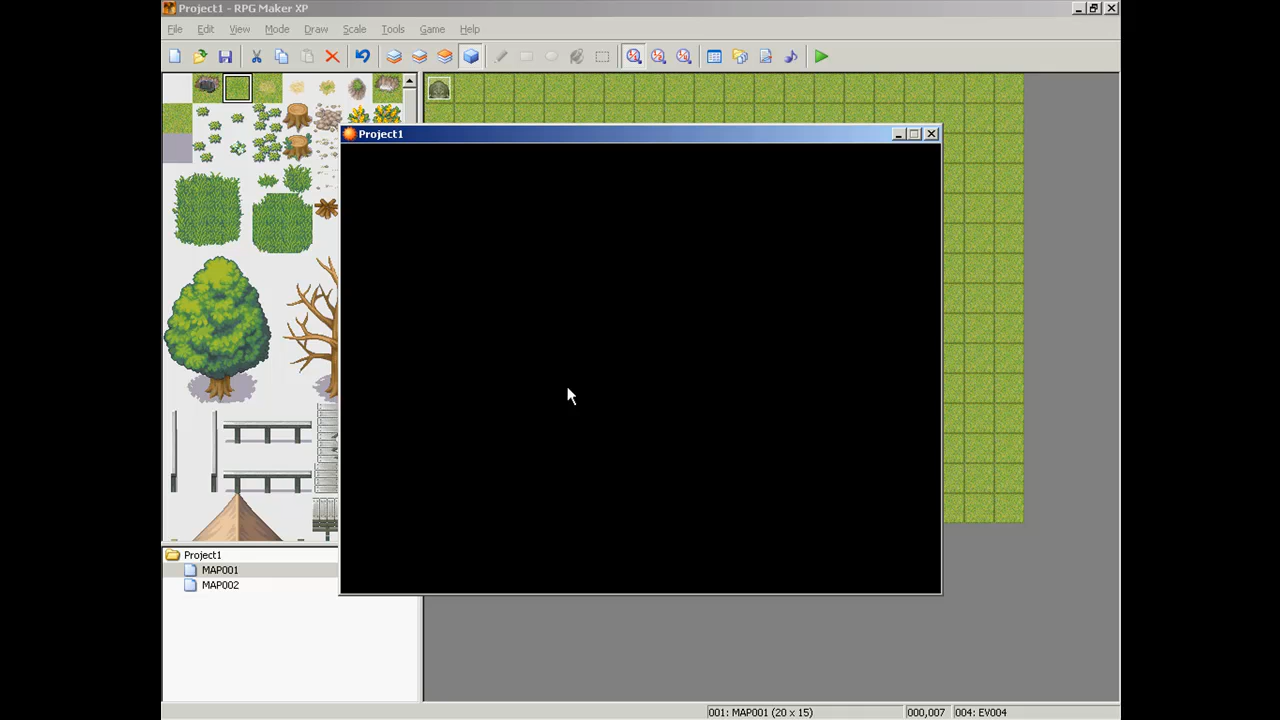 Project1 - RPG Maker XP
File Edit View Mode Draw Scale Tools Game Help
Project1
Project1
MAP001
MAP002
001: MAP001 (20 x 15) 000,007 004: EV004